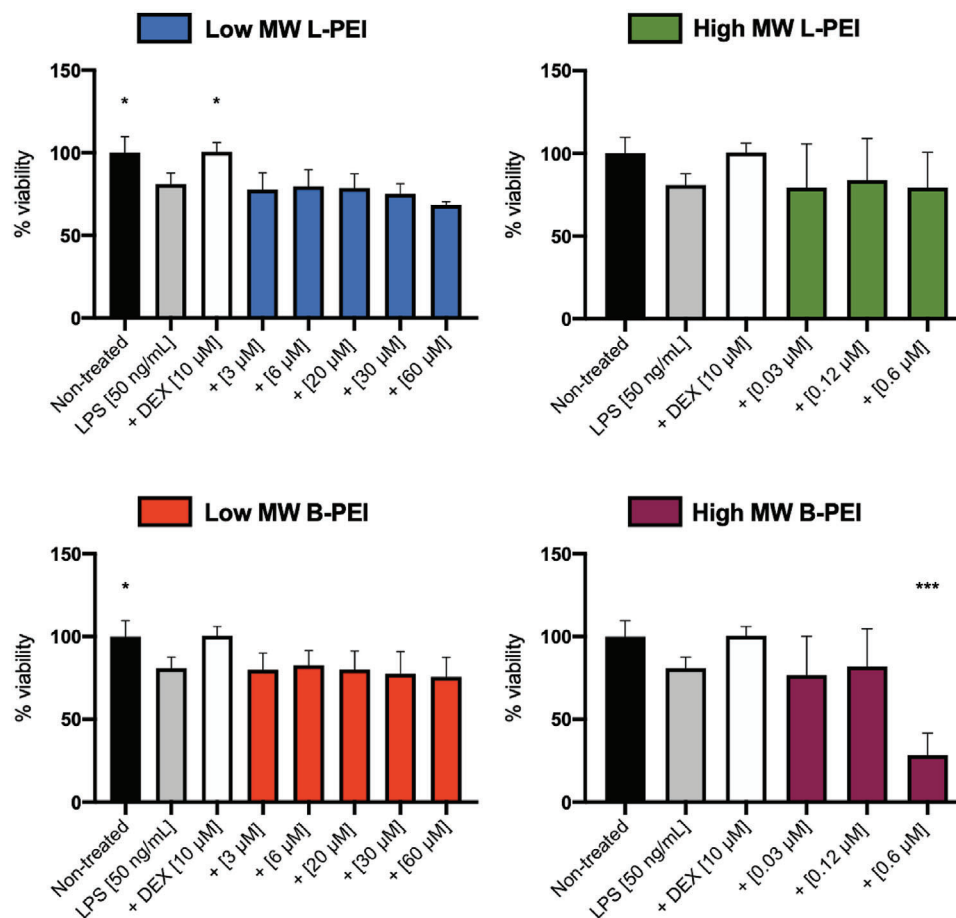 Low MW L-PEI
150
100
50
0
% viability
*
*
Non-treated
LPS [50 ng/mL]
+ DEX [10 µM]
+ [3 µM]
+ [6 µM]
+ [20 µM]
+ [30 µM]
+ [60 µM]
High MW L-PEI
150
100
50
0
% viability
Non-treated
LPS [50 ng/mL]
+ DEX [10 µM]
+ [0.03 µM]
+ [0.12 µM]
+ [0.6 µM]
Low MW B-PEI
150
100
50
0
% viability
*
Non-treated
LPS [50 ng/mL]
+ DEX [10 µM]
+ [3 µM]
+ [6 µM]
+ [20 µM]
+ [30 µM]
+ [60 µM]
High MW B-PEI
150
100
50
0
% viability
***
Non-treated
LPS [50 ng/mL]
+ DEX [10 µM]
+ [0.03 µM]
+ [0.12 µM]
+ [0.6 µM]